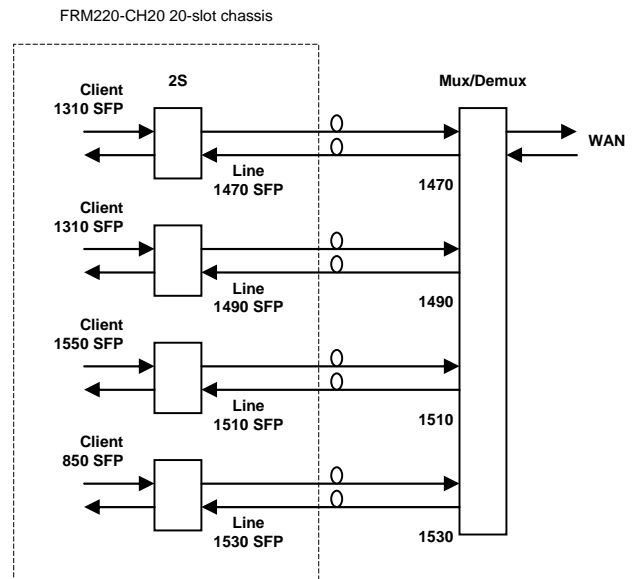 FRM220-CH20 20-slot chassis
2S
Mux/Demux
Client
1310 SFP
WAN
Line
1470 SFP
1470
Client
1310 SFP
Line
1490 SFP
1490
Client
1550 SFP
Line
1510 SFP
1510
Client
850 SFP
Line
1530 SFP
1530